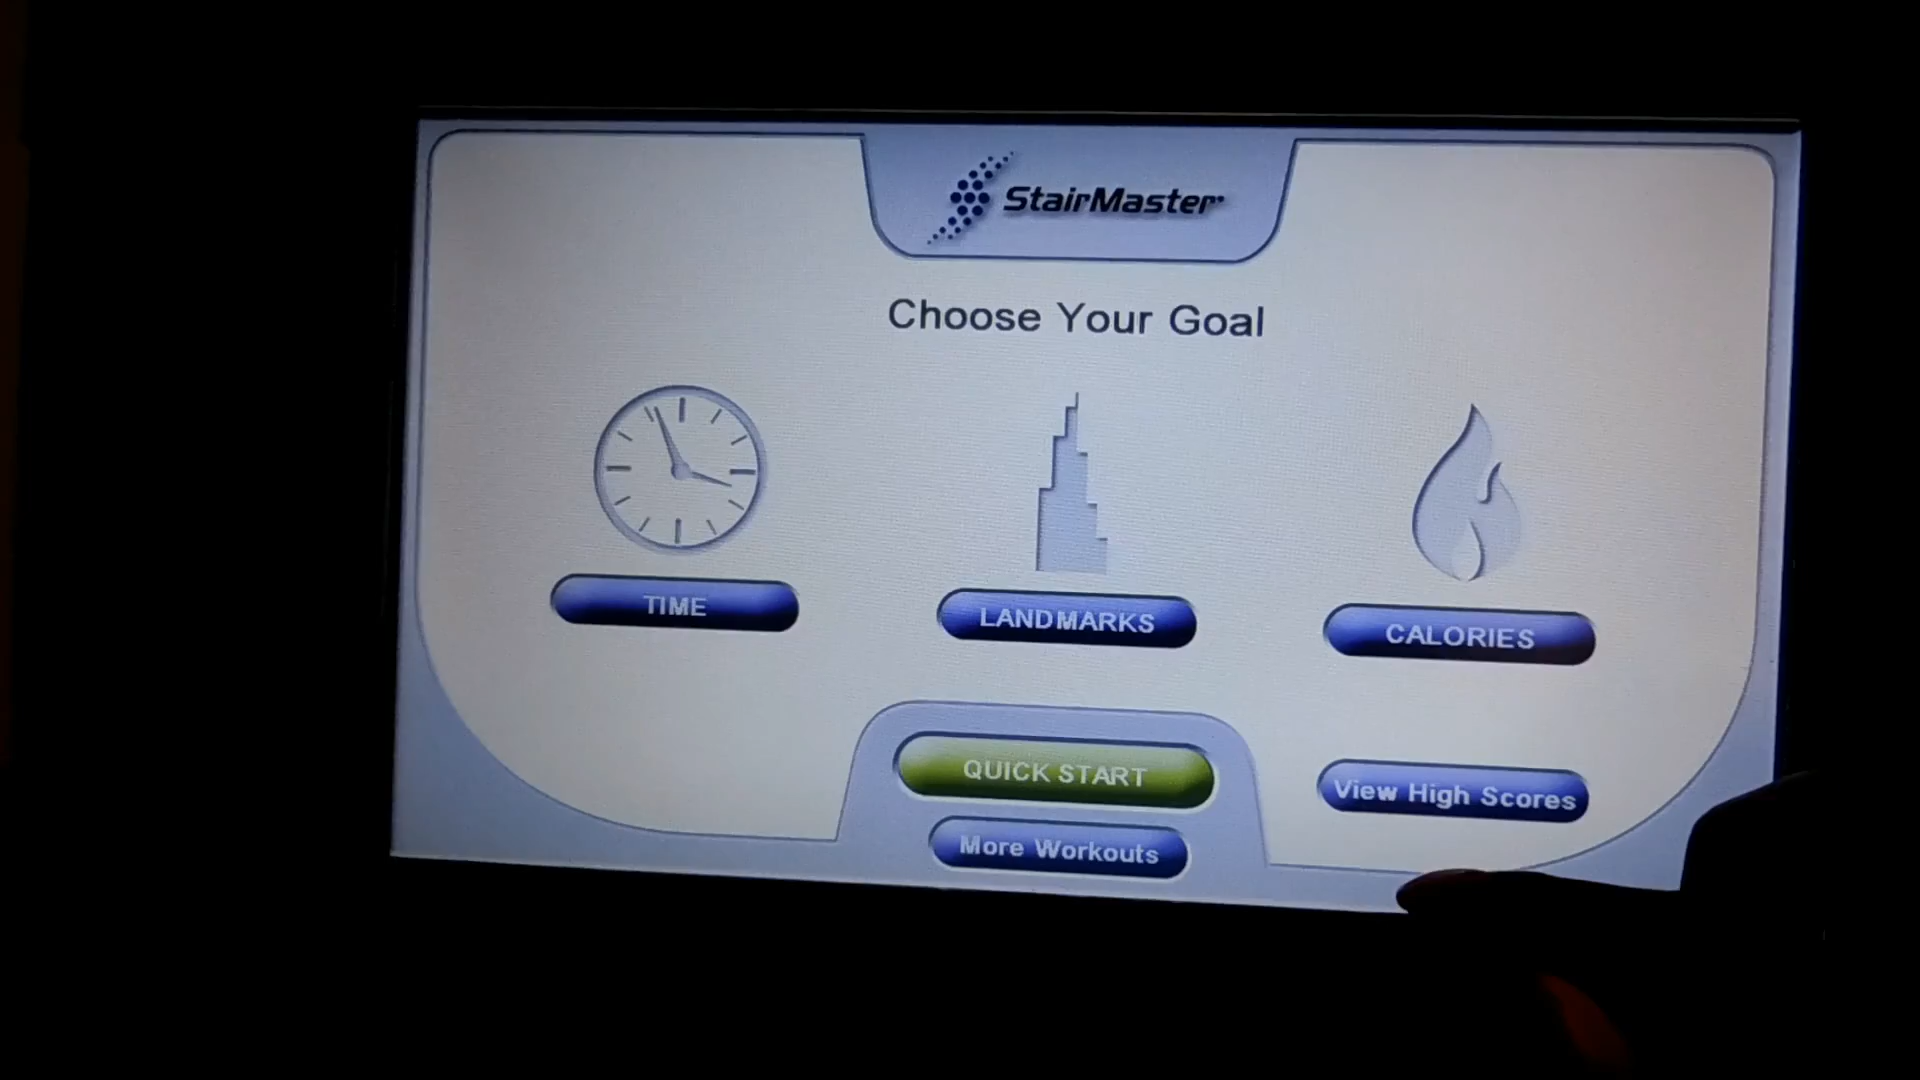 StairMaster
Choose Your Goal
TIME
LANDMARKS
CALORIES
QUICK START
View High Scores
More Workouts